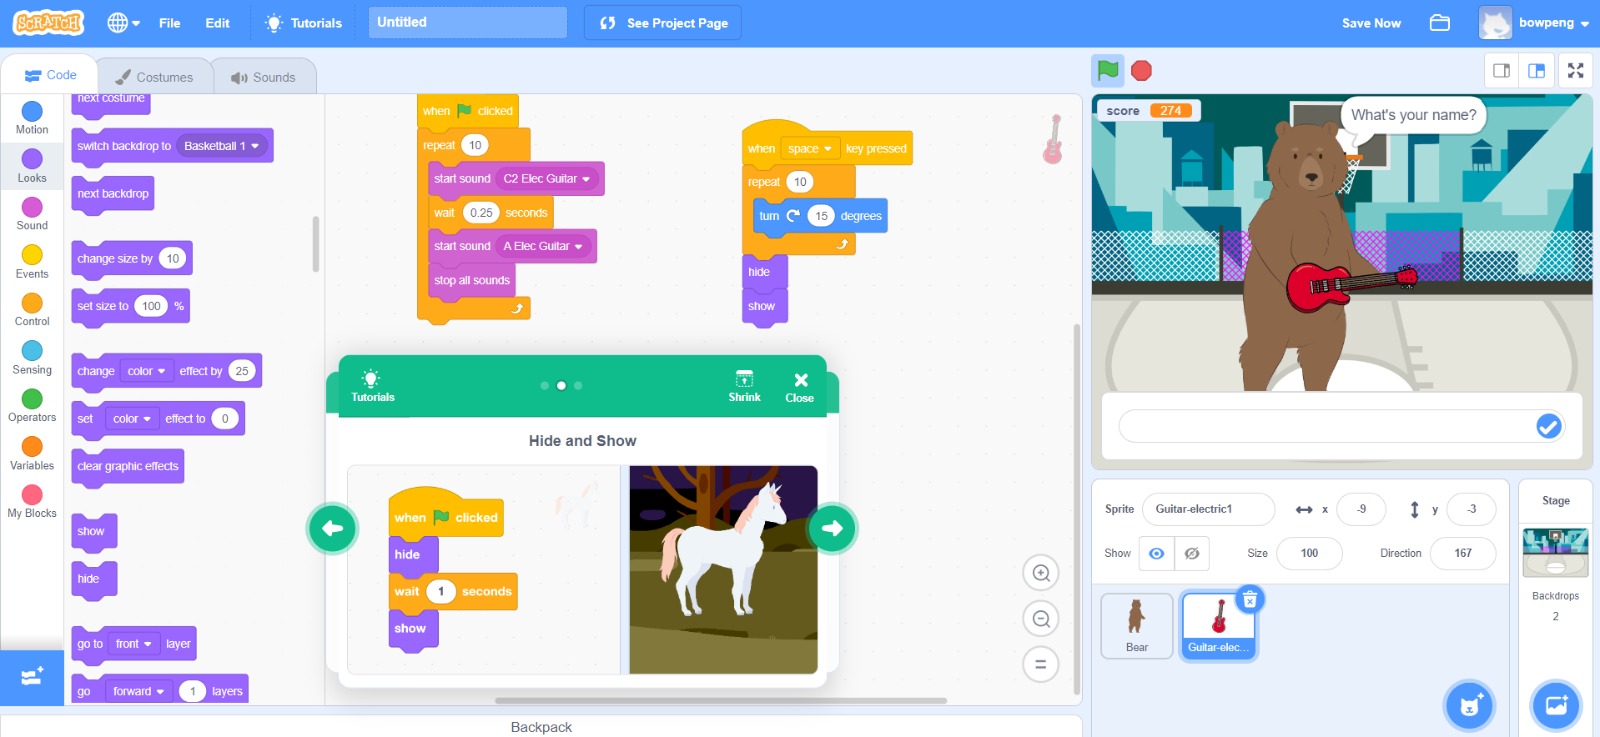 SCRATCH
File
Edit
Tutorials
Untitled
See Project Page
Save Now
bowpeng
Code
Costumes
Sounds
Motion
Looks
Sound
Events
Control
Sensing
Operators
Variables
My Blocks
next costume
switch backdrop to Basketball 1
next backdrop
change size by 10
set size to 100 %
change color effect by 25
set color effect to 0
clear graphic effects
show
hide
go to front layer
go forward 1 layers
when clicked
repeat 10
start sound C2 Elec Guitar
wait 0.25 seconds
start sound A Elec Guitar
stop all sounds
when space key pressed
repeat 10
turn 15 degrees
hide
show
Tutorials
Shrink
Close
Hide and Show
when clicked
hide
wait 1 seconds
show
Backpack
score 274
What's your name?
Sprite Guitar-electric1 x -9 y -3
Show Size 100 Direction 167
Bear
Guitar-elec...
Stage
Backdrops
2